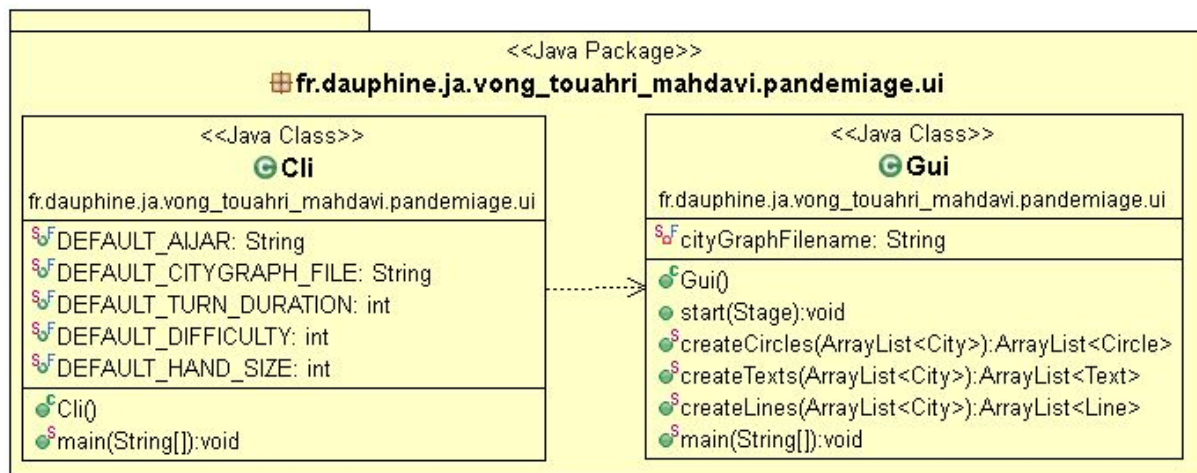 <<Java Package>>
fr.dauphine.ja.vong_touahri_mahdavi.pandemiage.ui
<<Java Class>>
Cli
fr.dauphine.ja.vong_touahri_mahdavi.pandemiage.ui
DEFAULT_AIJAR: String
DEFAULT_CITYGRAPH_FILE: String
DEFAULT_TURN_DURATION: int
DEFAULT_DIFFICULTY: int
DEFAULT_HAND_SIZE: int
Cli()
main(String[]):void
<<Java Class>>
Gui
fr.dauphine.ja.vong_touahri_mahdavi.pandemiage.ui
cityGraphFilename: String
Gui()
start(Stage):void
createCircles(ArrayList<City>):ArrayList<Circle>
createTexts(ArrayList<City>):ArrayList<Text>
createLines(ArrayList<City>):ArrayList<Line>
main(String[]):void